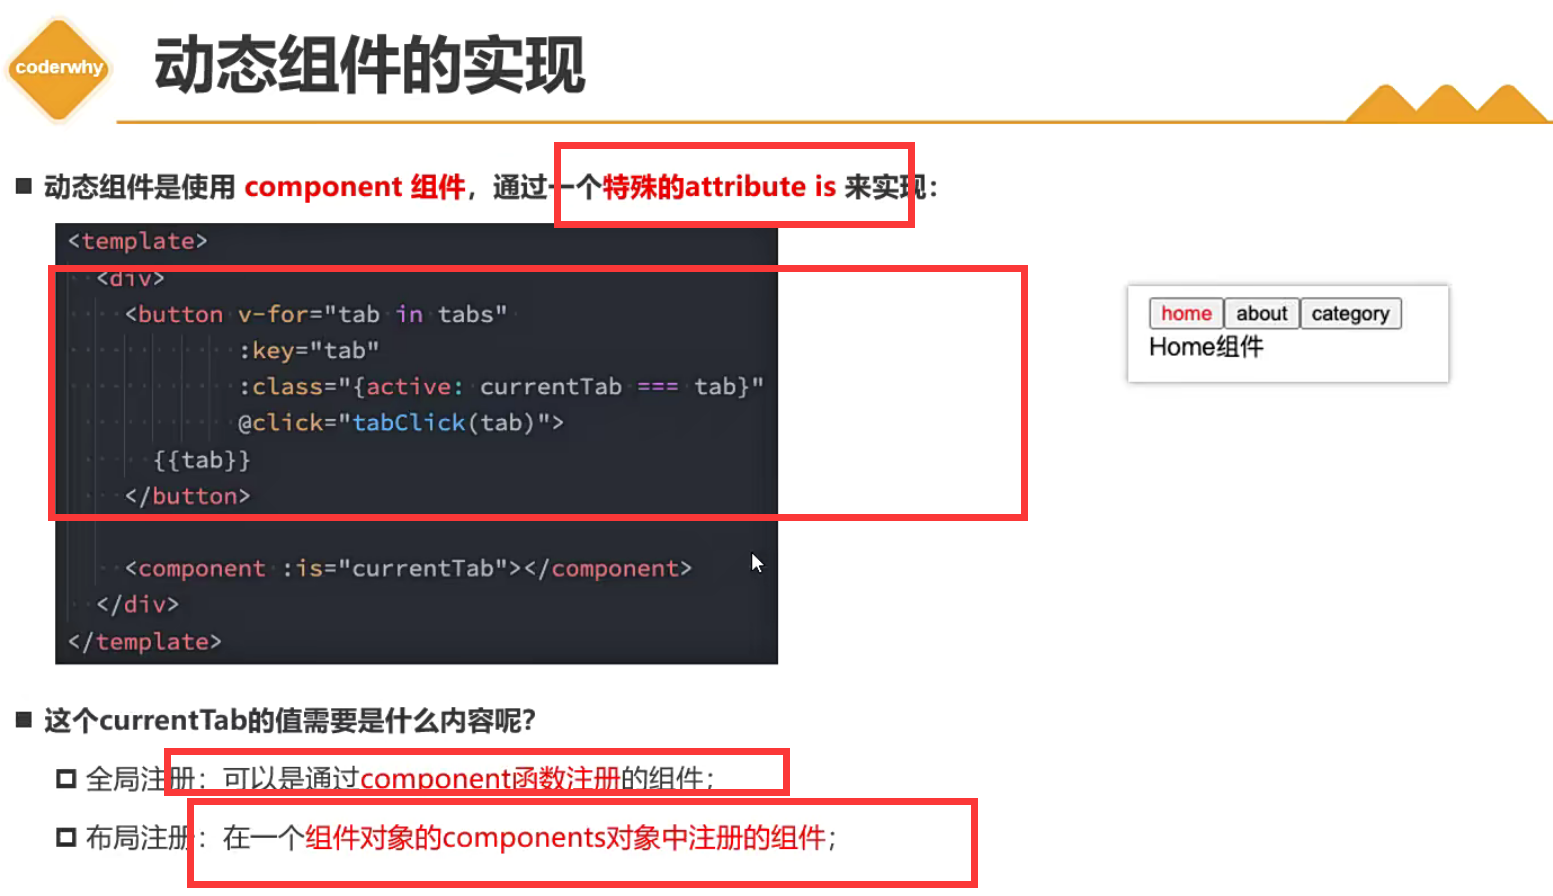 coderwhy
动态组件的实现
■ 动态组件是使用 component 组件，通过一个特殊的attribute is 来实现：
<template>
<div>
<button v-for="tab in tabs"
:key="tab"
:class="{active: currentTab === tab}"
@click="tabClick(tab)">
{{tab}}
</button>
<component :is="currentTab"></component>
</div>
</template>
home about category
Home组件
■ 这个currentTab的值需要是什么内容呢？
全局注册：可以是通过component函数注册的组件；
布局注册：在一个组件对象的components对象中注册的组件；